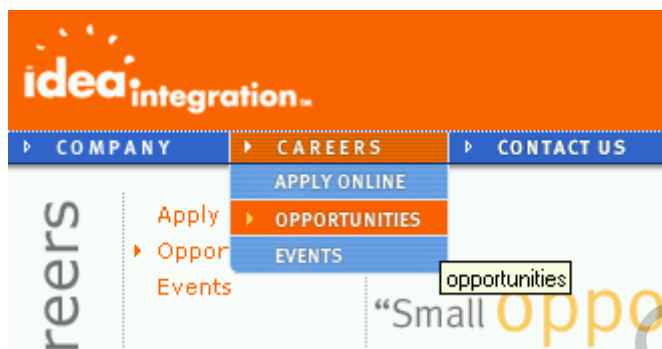 idea
integration
COMPANY CAREERS CONTACT US
APPLY ONLINE
Apply OPPORTUNITIES
Oppor EVENTS
Events opportunities
reers
"Small oppo